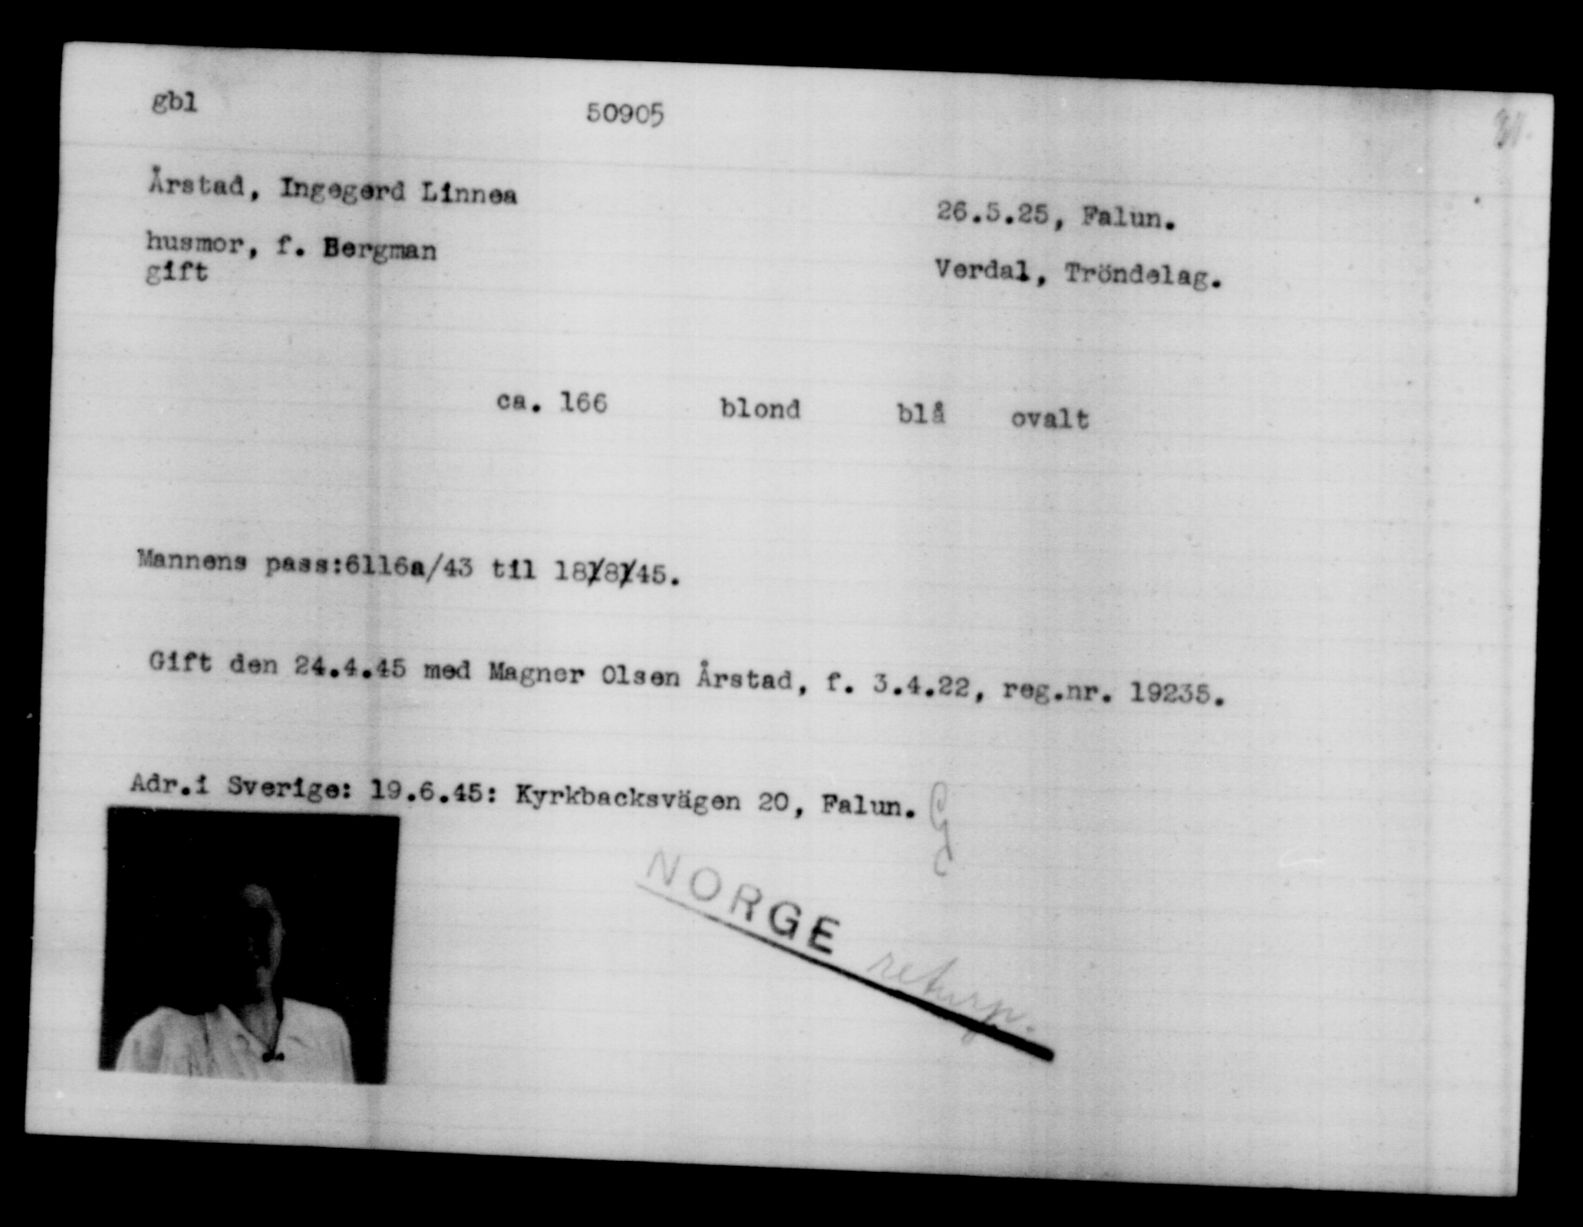 gbl 50905
Årstad, Ingegerd Linnea 26.5.25, Falun.
husmor, f. Bergman Verdal, Tröndelag.
gift
ca. 166 blond blå ovalt
Mannens pass:6116a/43 til 18/8/45.
Gift den 24.4.45 med Magner Olsen Årstad, f. 3.4.22, reg.nr. 19235.
Adr.i Sverige: 19.6.45: Kyrkbacksvägen 20, Falun.
NORGE